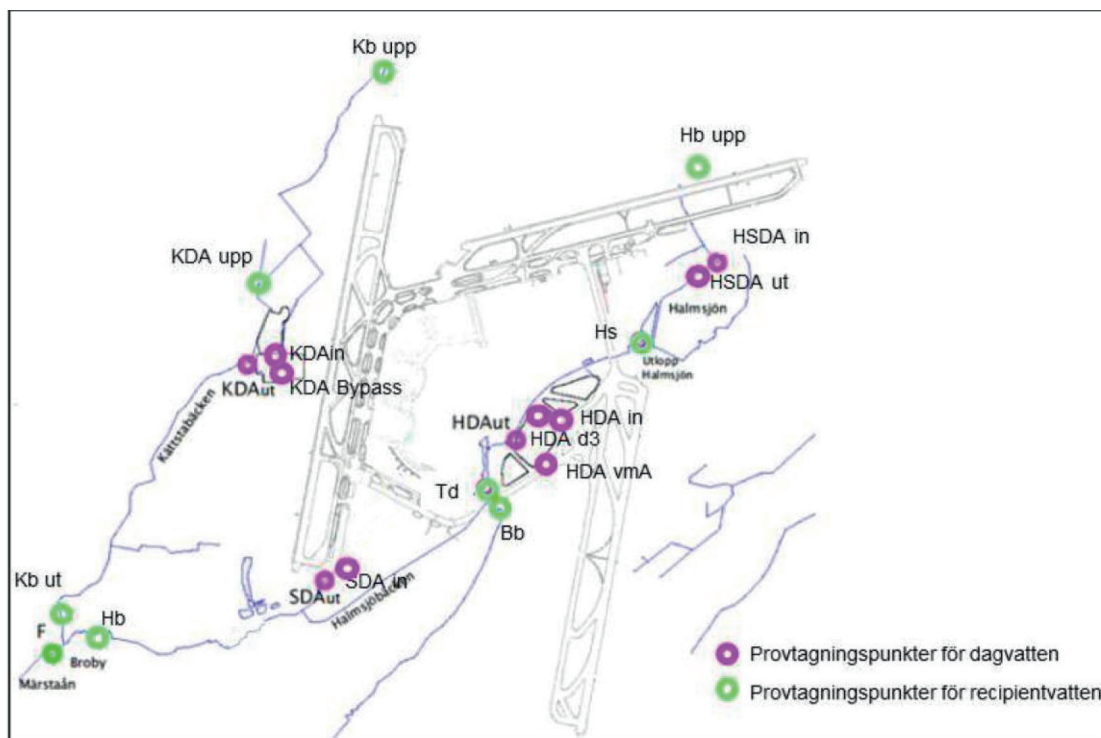 Kb upp
Hb upp
HSDA in
KDA upp
HSDA ut
Halmsjön
Hs
Utlopp
Halmsjön
KDAin
KDAut
KDA Bypass
HDA in
HDAut
HDA d3
Kättstabäcken
HDA vmA
Td
Bb
SDA in
SDAut
Halmsjöbäcken
Kb ut
Hb
F
Broby
Märstaån
Provtagningspunkter för dagvatten
Provtagningspunkter för recipientvatten